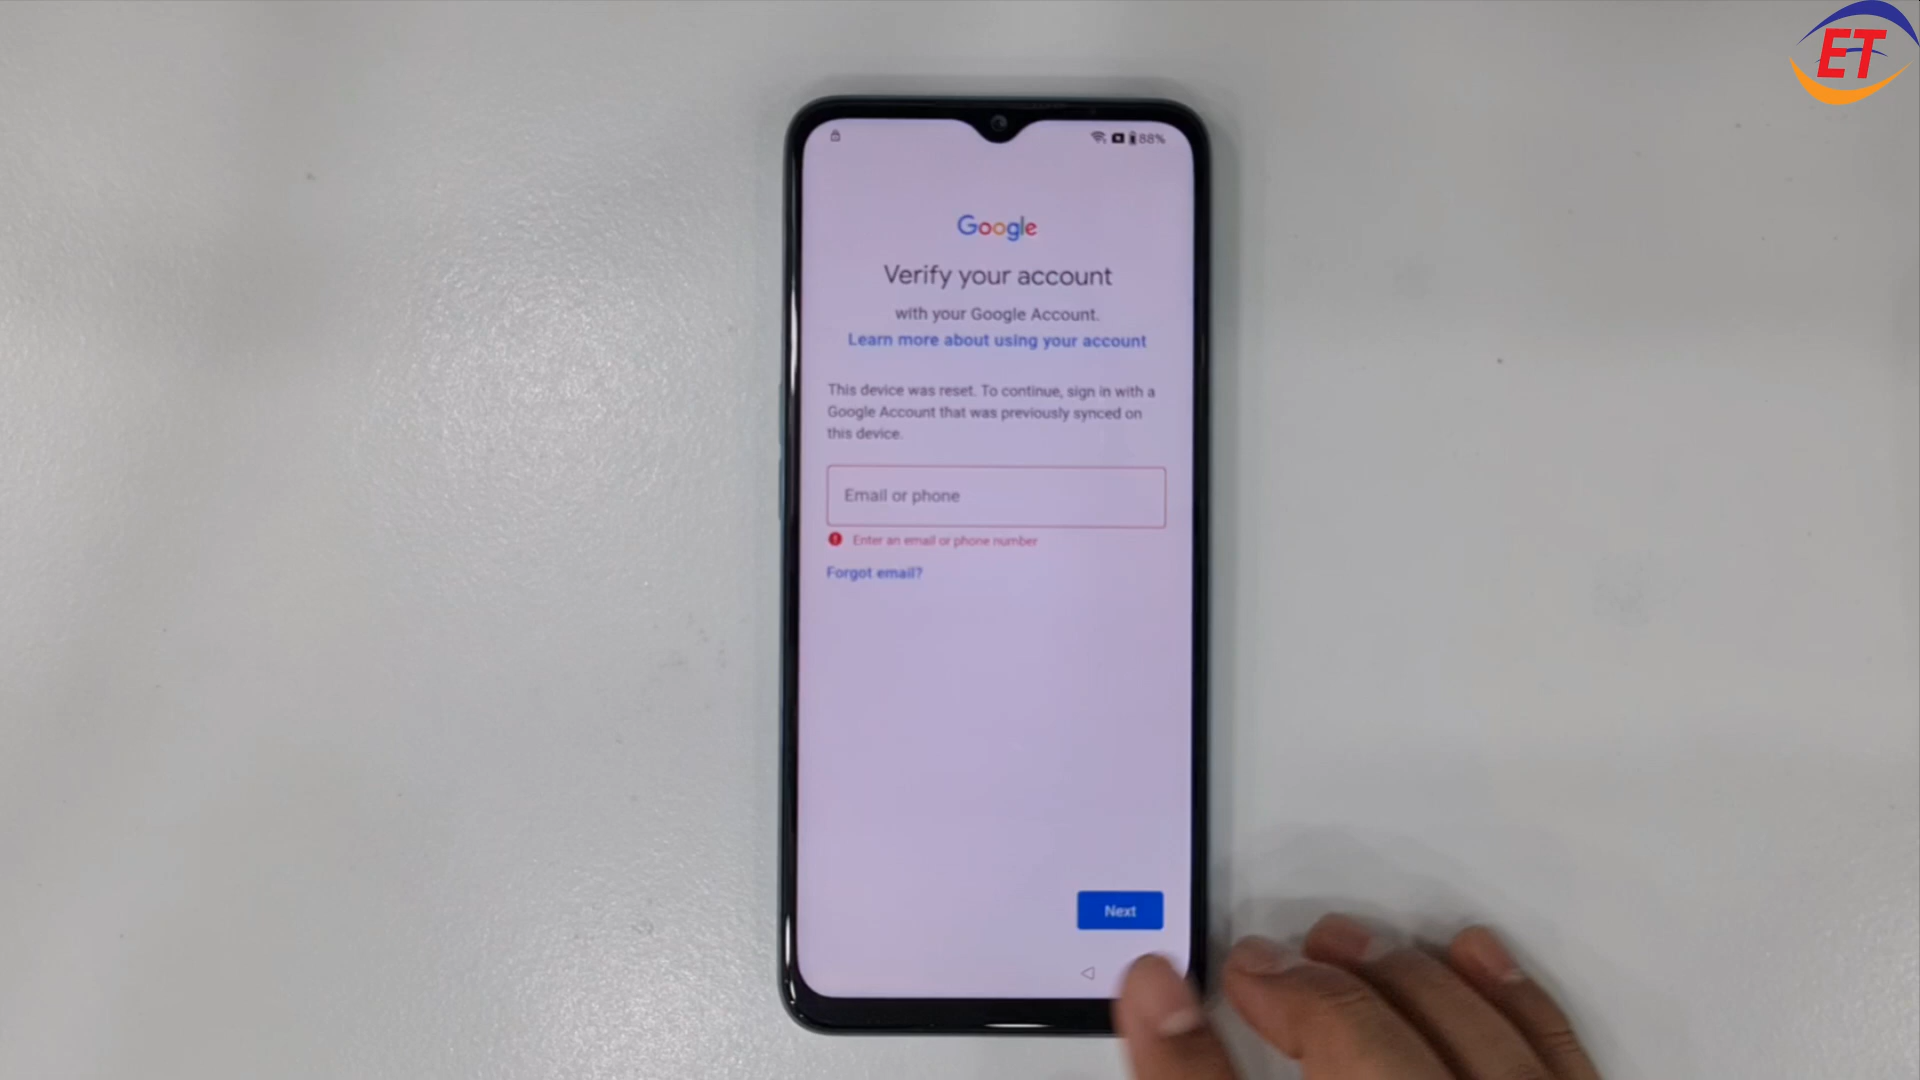 ET
88%
Google
Verify your account
with your Google Account.
Learn more about using your account
This device was reset. To continue, sign in with a
Google Account that was previously synced on
this device.
Email or phone
Enter an email or phone number
Forgot email?
Next